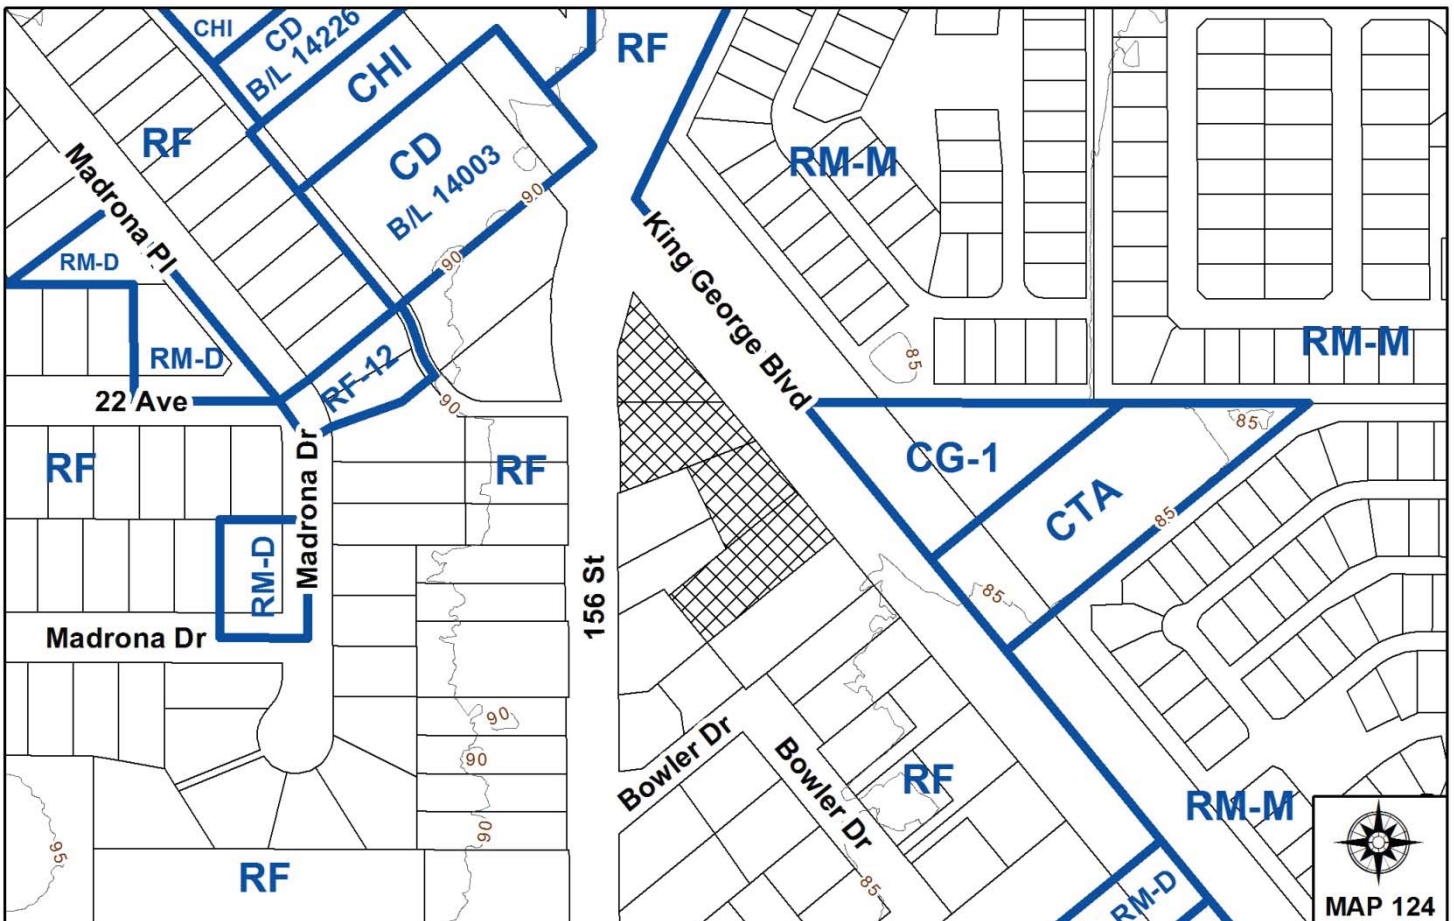 CHI
CD
B/L 14226
CHI
RF
RF
CD
B/L 14003
RM-M
90
Madrona Pl
RM-D
90
King George Blvd
RM-D
RF-12
85
RM-M
22 Ave
90
85
RF
Madrona Dr
RF
CG-1
CTA
85
RM-D
156 St
85
Madrona Dr
90
90
Bowler Dr
Bowler Dr
RF
RM-M
90
95
RF
85
RM-D
MAP 124